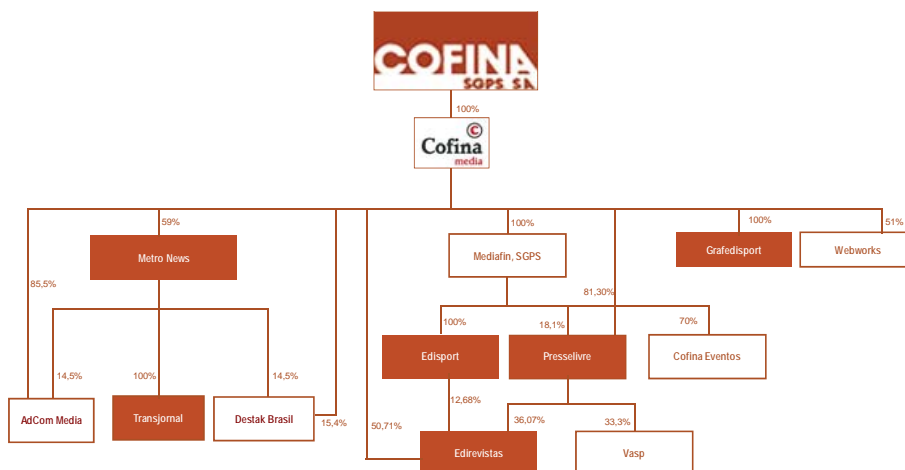 COFINA
SGPS, SA
100%
©
Cofina
media
59%
100%
100%
51%
Metro News
Mediafin, SGPS
Grafedisport
Webworks
85,5%
81,30%
100%
18,1%
70%
Edisport
Presselivre
Cofina Eventos
14,5%
100%
14,5%
12,68%
AdCom Media
Transjornal
Destak Brasil
15,4%
50,71%
36,07%
33,3%
Edirevistas
Vasp